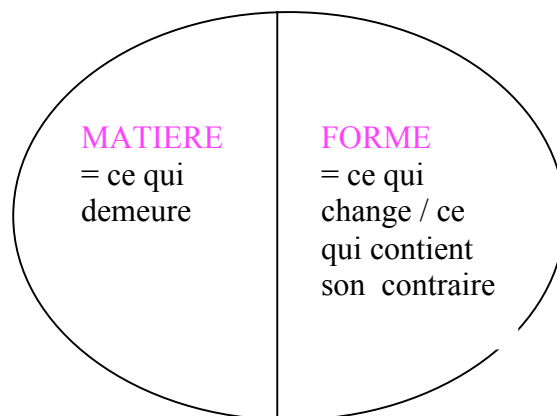 MATIERE
= ce qui
demeure
FORME
= ce qui
change / ce
qui contient
son contraire